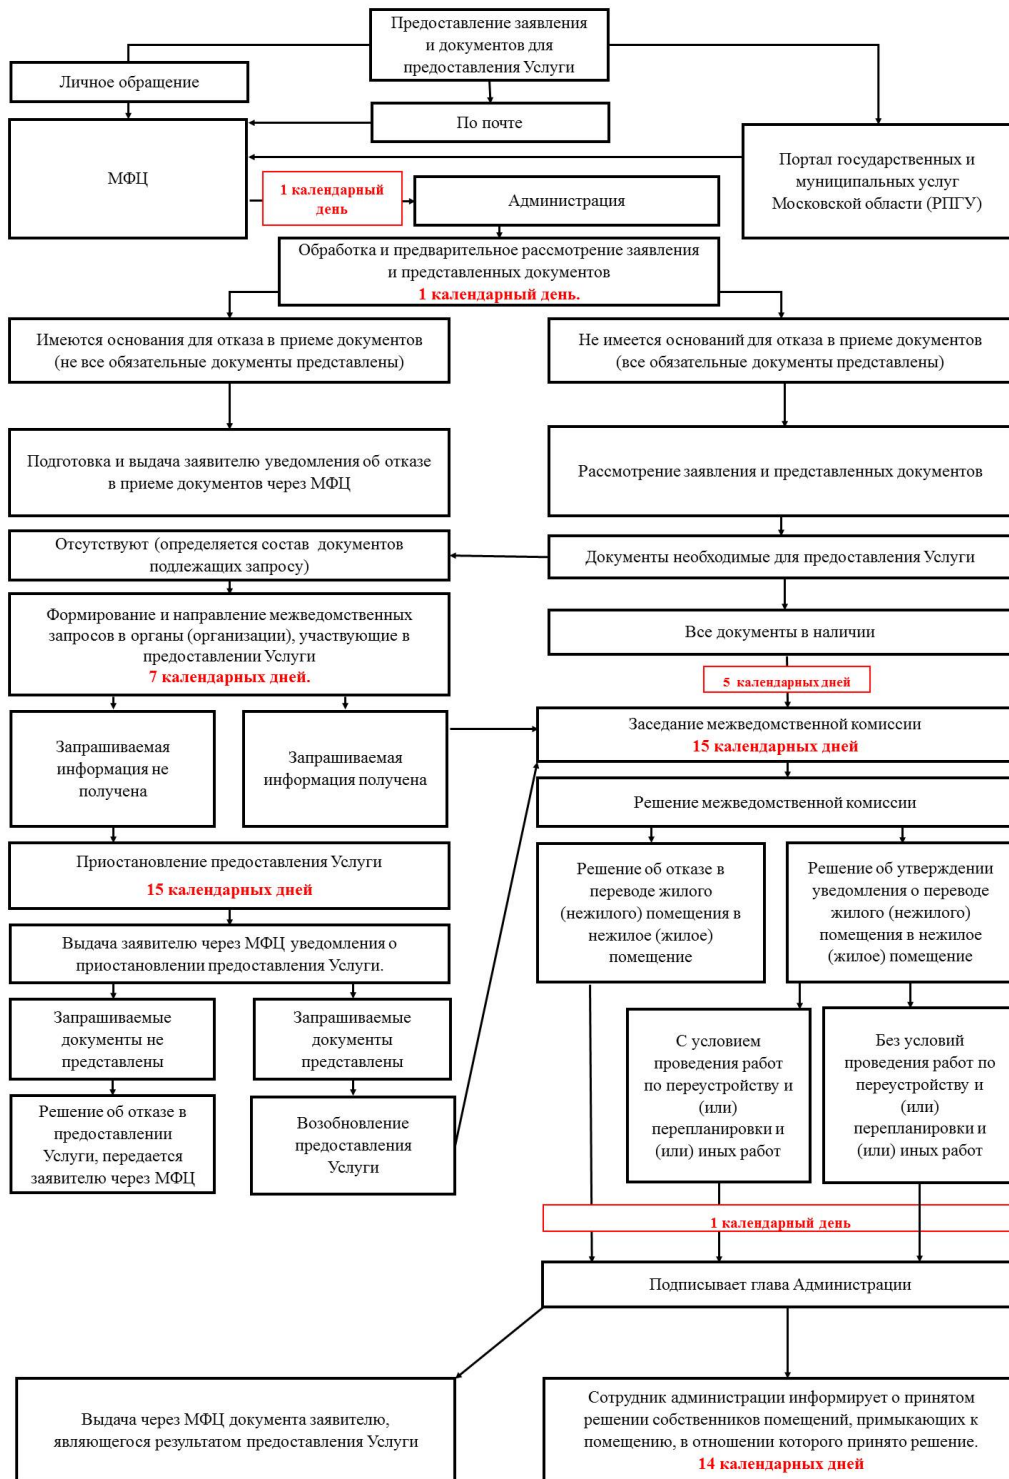 Предоставление заявления
и документов для
предоставления Услуги
Личное обращение
По почте
МФЦ
Портал государственных и
муниципальных услуг
Московской области (РПГУ)
1 календарный
день
Администрация
Обработка и предварительное рассмотрение заявления
и представленных документов
1 календарный день.
Имеются основания для отказа в приеме документов
(не все обязательные документы представлены)
Не имеется оснований для отказа в приеме документов
(все обязательные документы представлены)
Подготовка и выдача заявителю уведомления об отказе
в приеме документов через МФЦ
Рассмотрение заявления и представленных документов
Отсутствуют (определяется состав документов
подлежащих запросу)
Документы необходимые для предоставления Услуги
Формирование и направление межведомственных
запросов в органы (организации), участвующие в
предоставлении Услуги
7 календарных дней.
Все документы в наличии
5 календарных дней
Запрашиваемая
информация не
получена
Запрашиваемая
информация получена
Заседание межведомственной комиссии
15 календарных дней
Решение межведомственной комиссии
Приостановление предоставления Услуги
15 календарных дней
Решение об отказе в
переводе жилого
(нежилого) помещения в
нежилое (жилое)
помещение
Решение об утверждении
уведомления о переводе
жилого (нежилого)
помещения в нежилое
(жилое) помещение
Выдача заявителю через МФЦ уведомления о
приостановлении предоставления Услуги.
Запрашиваемые
документы не
представлены
Запрашиваемые
документы
представлены
С условием
проведения работ
по переустройству и
(или)
перепланировки и
(или) иных работ
Без условий
проведения работ по
переустройству и
(или)
перепланировки и
(или) иных работ
Решение об отказе в
предоставлении
Услуги, передается
заявителю через МФЦ
Возобновление
предоставления
Услуги
1 календарный день
Подписывает глава Администрации
Выдача через МФЦ документа заявителю,
являющегося результатом предоставления Услуги
Сотрудник администрации информирует о принятом
решении собственников помещений, примыкающих к
помещению, в отношении которого принято решение.
14 календарных дней